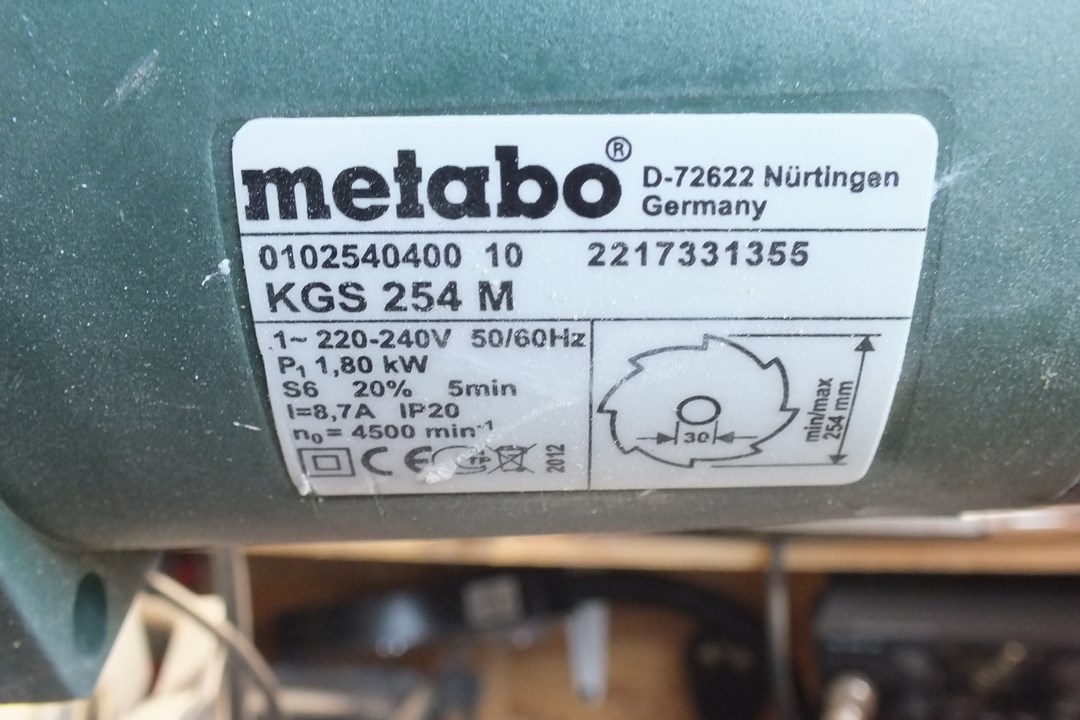 metabo®
D-72622 Nürtingen
Germany
0102540400 10 2217331355
KGS 254 M
1~ 220-240V 50/60Hz
P₁ 1,80 kW
S6 20% 5min
I=8,7A IP20
n₀= 4500 min⁻¹
CE
2012
30
min/max
254 mm